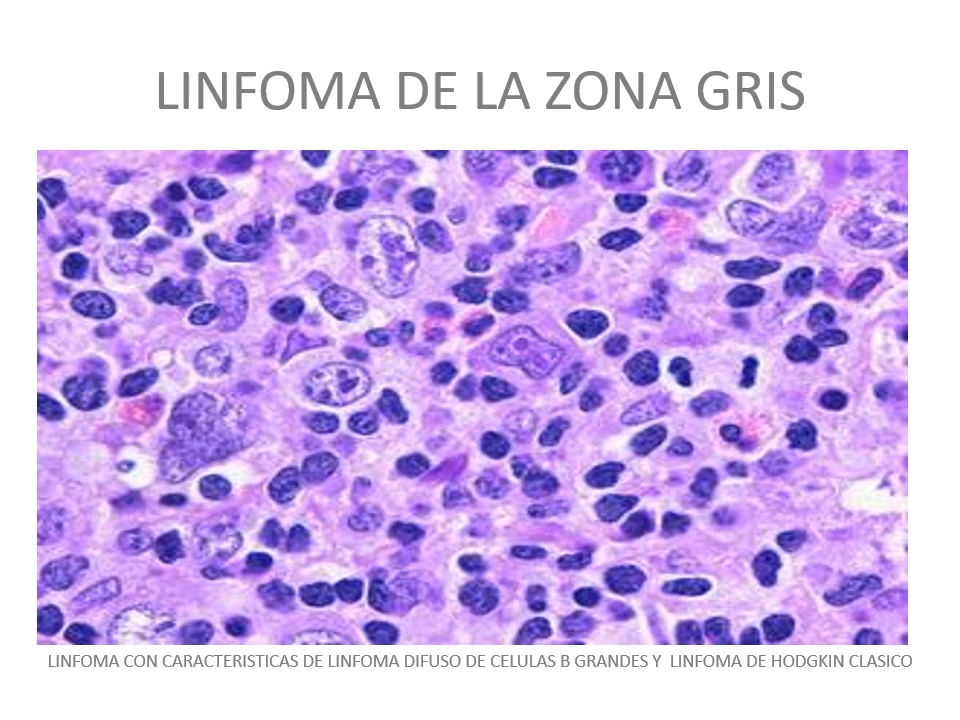 LINFOMA DE LA ZONA GRIS
LINFOMA CON CARACTERISTICAS DE LINFOMA DIFUSO DE CELULAS B GRANDES Y LINFOMA DE HODGKIN CLASICO